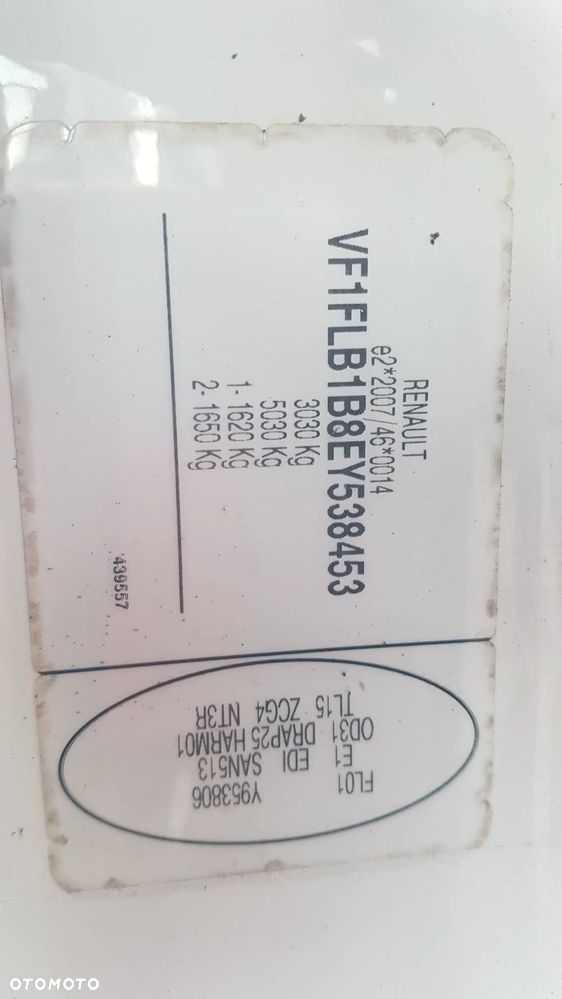 RENAULT
e2*2007/46*0014
VF1FLB1B8EY538453
3030 Kg
5030 Kg
1- 1620 Kg
2- 1650 Kg
439557
FL01 Y953806
E1 EDI SAN513
OD31 DRAP25 HARM01
TL15 ZCG4 NT3R
OTOMOTO